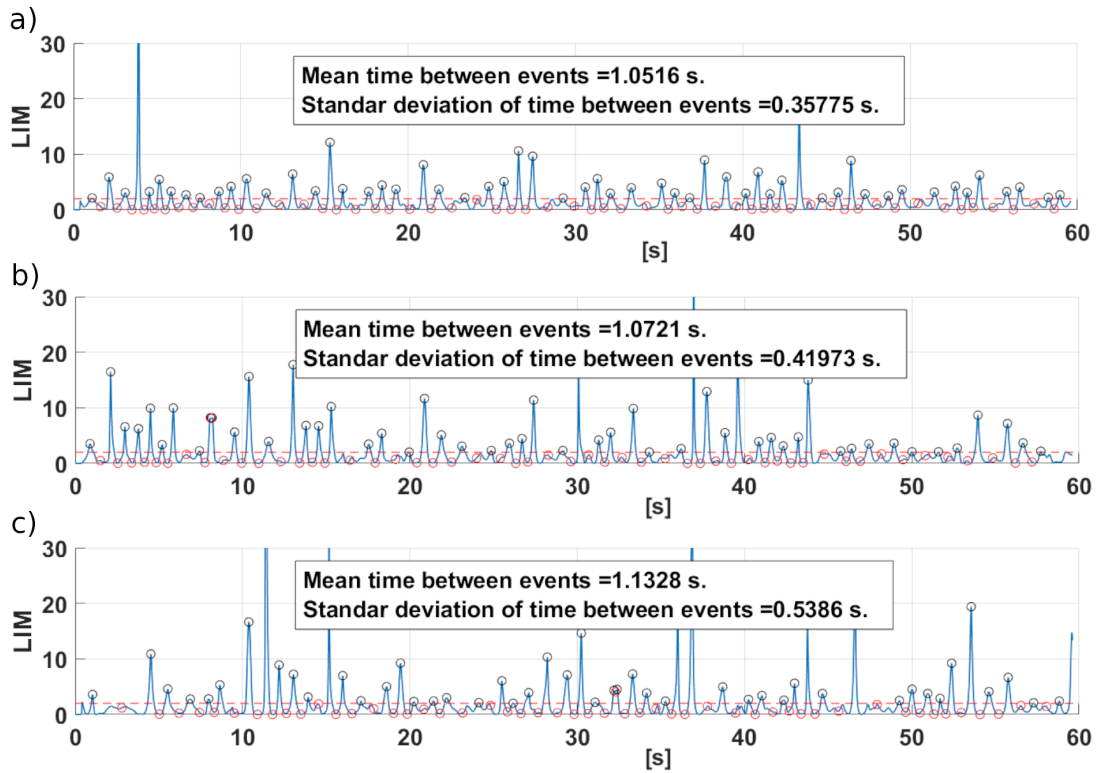 a)
30
Mean time between events =1.0516 s.
Standar deviation of time between events =0.35775 s.
20
LIM
10
0
0 10 20 30 40 50 60
[s]
b)
30
Mean time between events =1.0721 s.
Standar deviation of time between events =0.41973 s.
20
LIM
10
0
0 10 20 30 40 50 60
[s]
c)
30
Mean time between events =1.1328 s.
Standar deviation of time between events =0.5386 s.
20
LIM
10
0
0 10 20 30 40 50 60
[s]